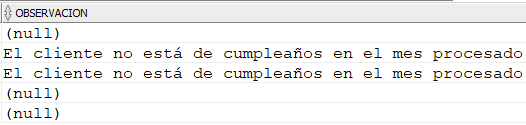 OBSERVACION
(null)
El cliente no está de cumpleaños en el mes procesado
El cliente no está de cumpleaños en el mes procesado
(null)
(null)